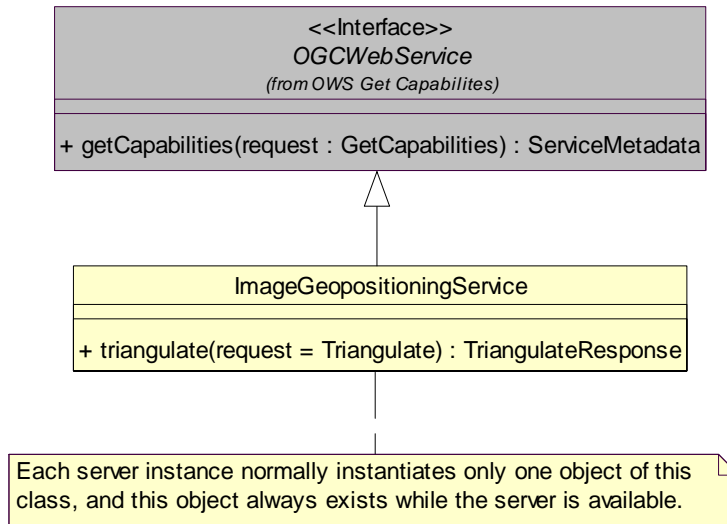 <<Interface>>
OGCWebService
(from OWS Get Capabilites)
+ getCapabilities(request : GetCapabilities) : ServiceMetadata
ImageGeopositioningService
+ triangulate(request = Triangulate) : TriangulateResponse
Each server instance normally instantiates only one object of this
class, and this object always exists while the server is available.